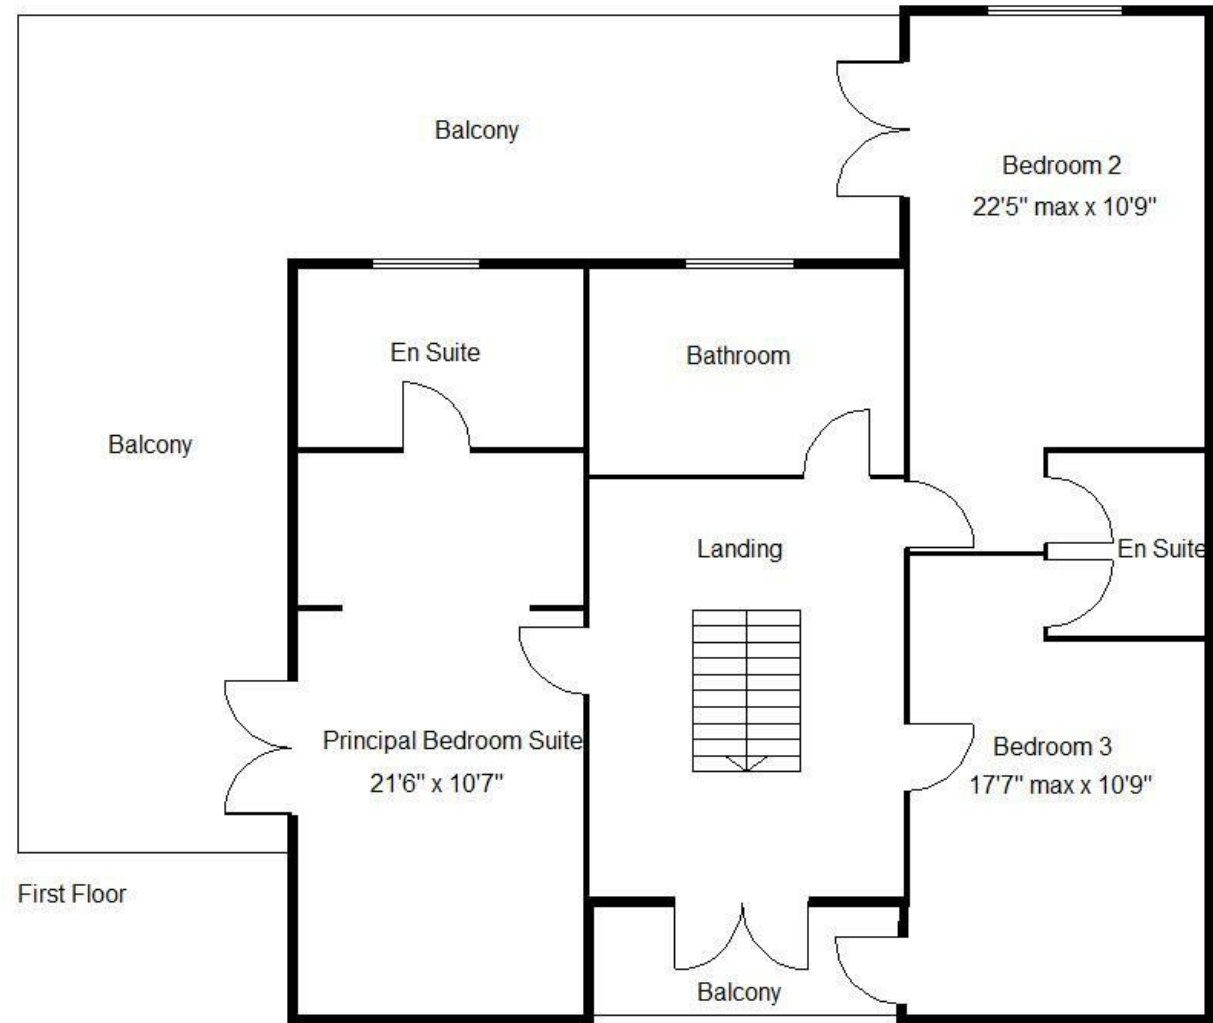 Balcony
Bedroom 2
22'5" max x 10'9"
En Suite
Bathroom
Balcony
Landing
En Suite
Principal Bedroom Suite
21'6" x 10'7"
Bedroom 3
17'7" max x 10'9"
First Floor
Balcony